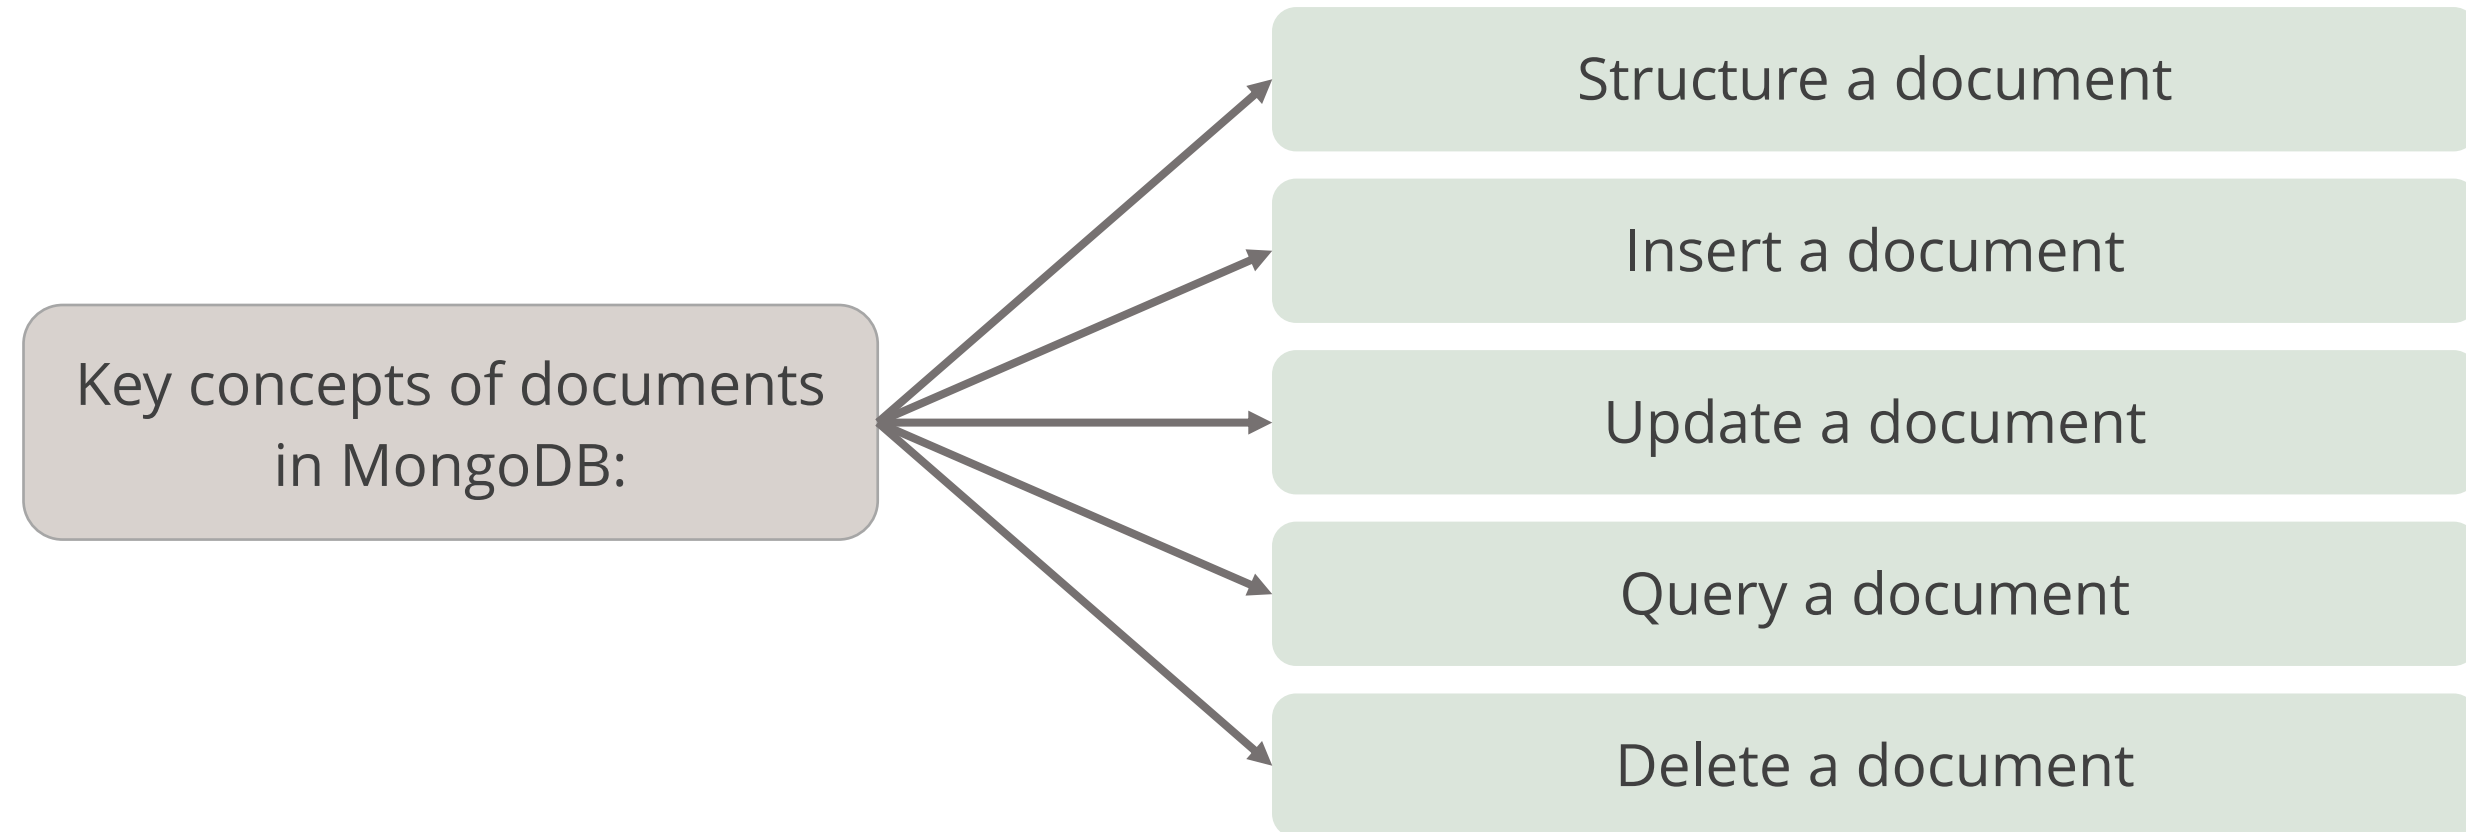 Structure a document
Insert a document
Key concepts of documents
in MongoDB:
Update a document
Query a document
Delete a document